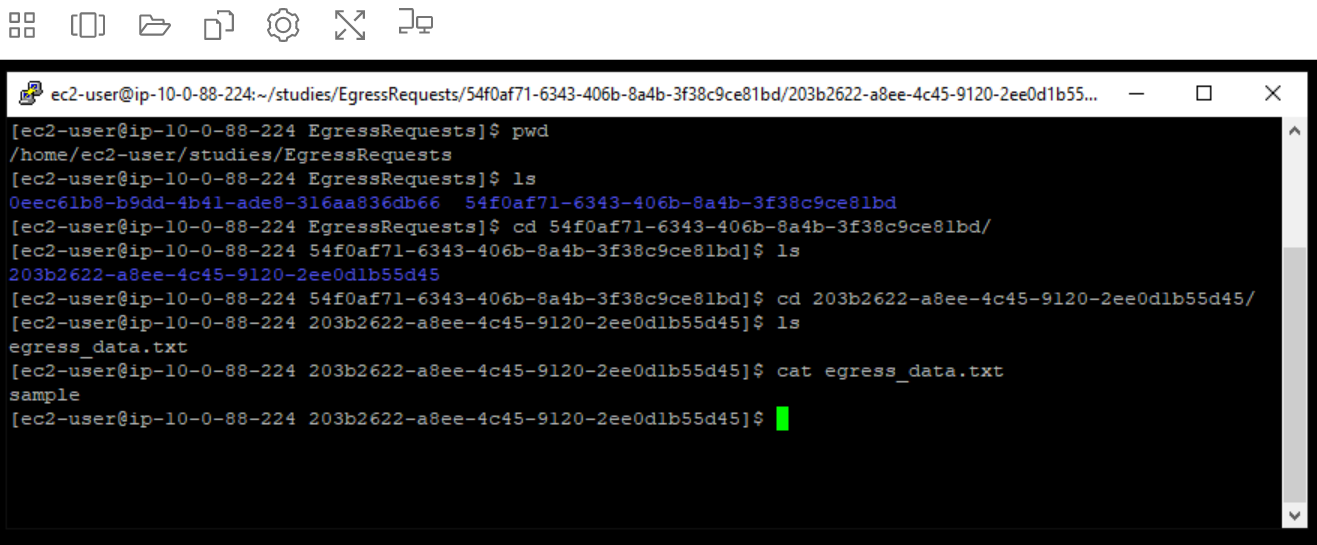 ec2-user@ip-10-0-88-224:~/studies/EgressRequests/54f0af71-6343-406b-8a4b-3f38c9ce81bd/203b2622-a8ee-4c45-9120-2ee0d1b55...
[ec2-user@ip-10-0-88-224 EgressRequests]$ pwd
/home/ec2-user/studies/EgressRequests
[ec2-user@ip-10-0-88-224 EgressRequests]$ ls
0eec61b8-b9dd-4b41-ade8-316aa836db66  54f0af71-6343-406b-8a4b-3f38c9ce81bd
[ec2-user@ip-10-0-88-224 EgressRequests]$ cd 54f0af71-6343-406b-8a4b-3f38c9ce81bd/
[ec2-user@ip-10-0-88-224 54f0af71-6343-406b-8a4b-3f38c9ce81bd]$ ls
203b2622-a8ee-4c45-9120-2ee0d1b55d45
[ec2-user@ip-10-0-88-224 54f0af71-6343-406b-8a4b-3f38c9ce81bd]$ cd 203b2622-a8ee-4c45-9120-2ee0d1b55d45/
[ec2-user@ip-10-0-88-224 203b2622-a8ee-4c45-9120-2ee0d1b55d45]$ ls
egress_data.txt
[ec2-user@ip-10-0-88-224 203b2622-a8ee-4c45-9120-2ee0d1b55d45]$ cat egress_data.txt
sample
[ec2-user@ip-10-0-88-224 203b2622-a8ee-4c45-9120-2ee0d1b55d45]$